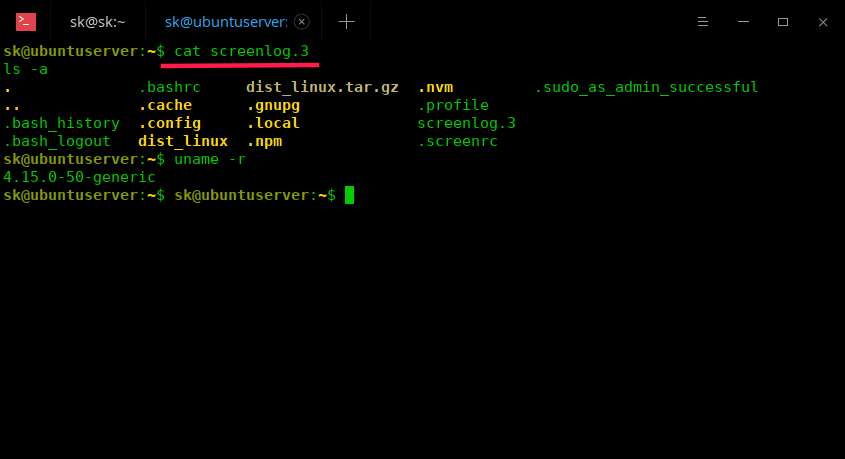 >_ sk@sk:~ sk@ubuntuserver:
sk@ubuntuserver:~$ cat screenlog.3
ls -a
. .bashrc dist_linux.tar.gz .nvm .sudo_as_admin_successful
.. .cache .gnupg .profile
.bash_history .config .local screenlog.3
.bash_logout dist_linux .npm .screenrc
sk@ubuntuserver:~$ uname -r
4.15.0-50-generic
sk@ubuntuserver:~$ sk@ubuntuserver:~$